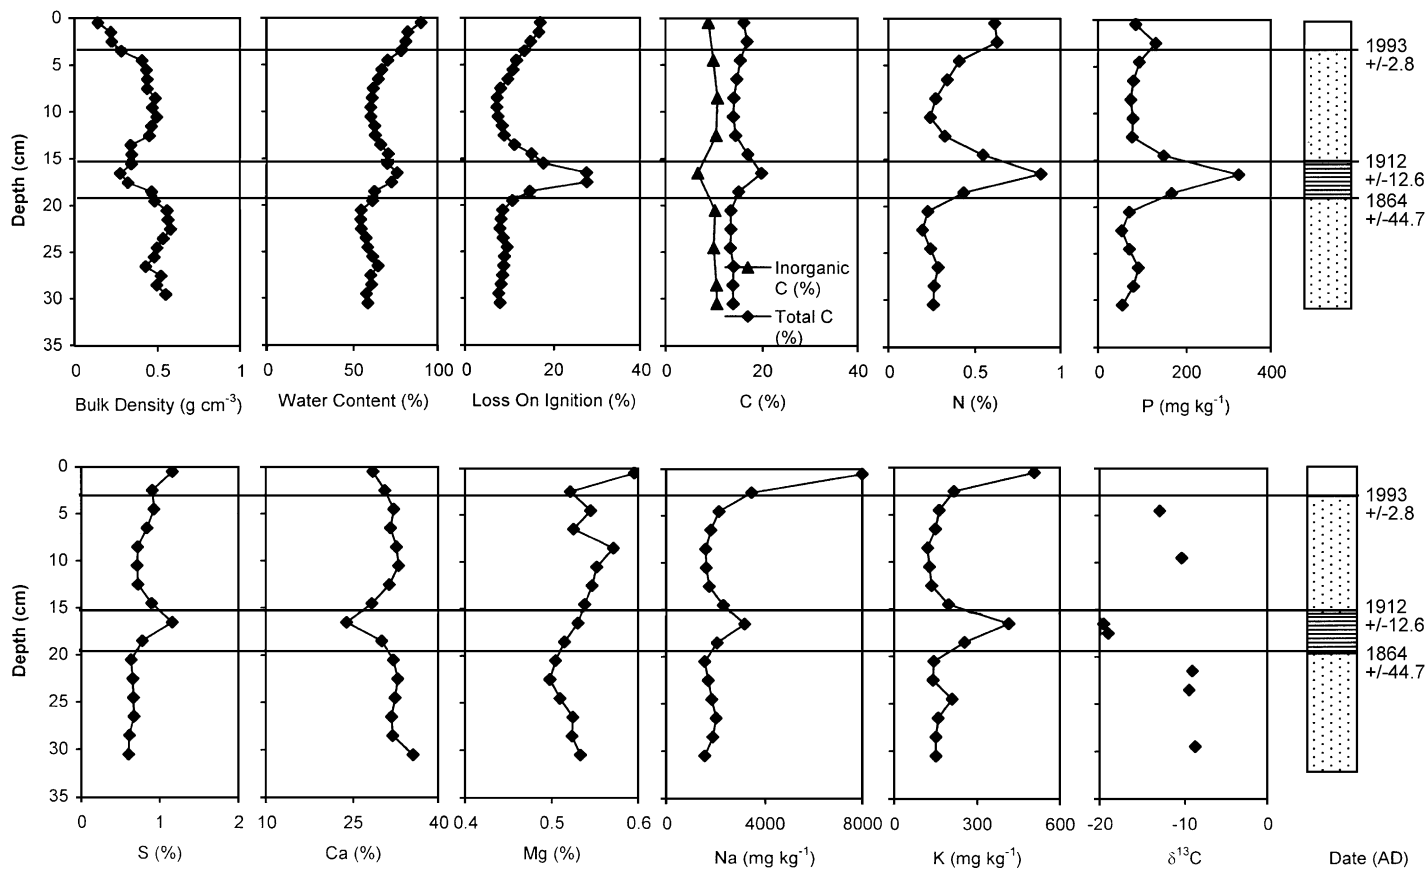 0
5
10
15
20
25
30
35
Depth (cm)
0 0.5 1
Bulk Density (g cm-3)
0 50 100
Water Content (%)
0 20 40
Loss On Ignition (%)
Inorganic
C (%)
Total C
(%)
0 20 40
C (%)
0 0.5 1
N (%)
0 200 400
P (mg kg-1)
1993
+/-2.8
1912
+/-12.6
1864
+/-44.7
0
5
10
15
20
25
30
35
Depth (cm)
0 1 2
S (%)
10 25 40
Ca (%)
0.4 0.5 0.6
Mg (%)
0 4000 8000
Na (mg kg-1)
0 300 600
K (mg kg-1)
-20 -10 0
δ13C
1993
+/-2.8
1912
+/-12.6
1864
+/-44.7
Date (AD)